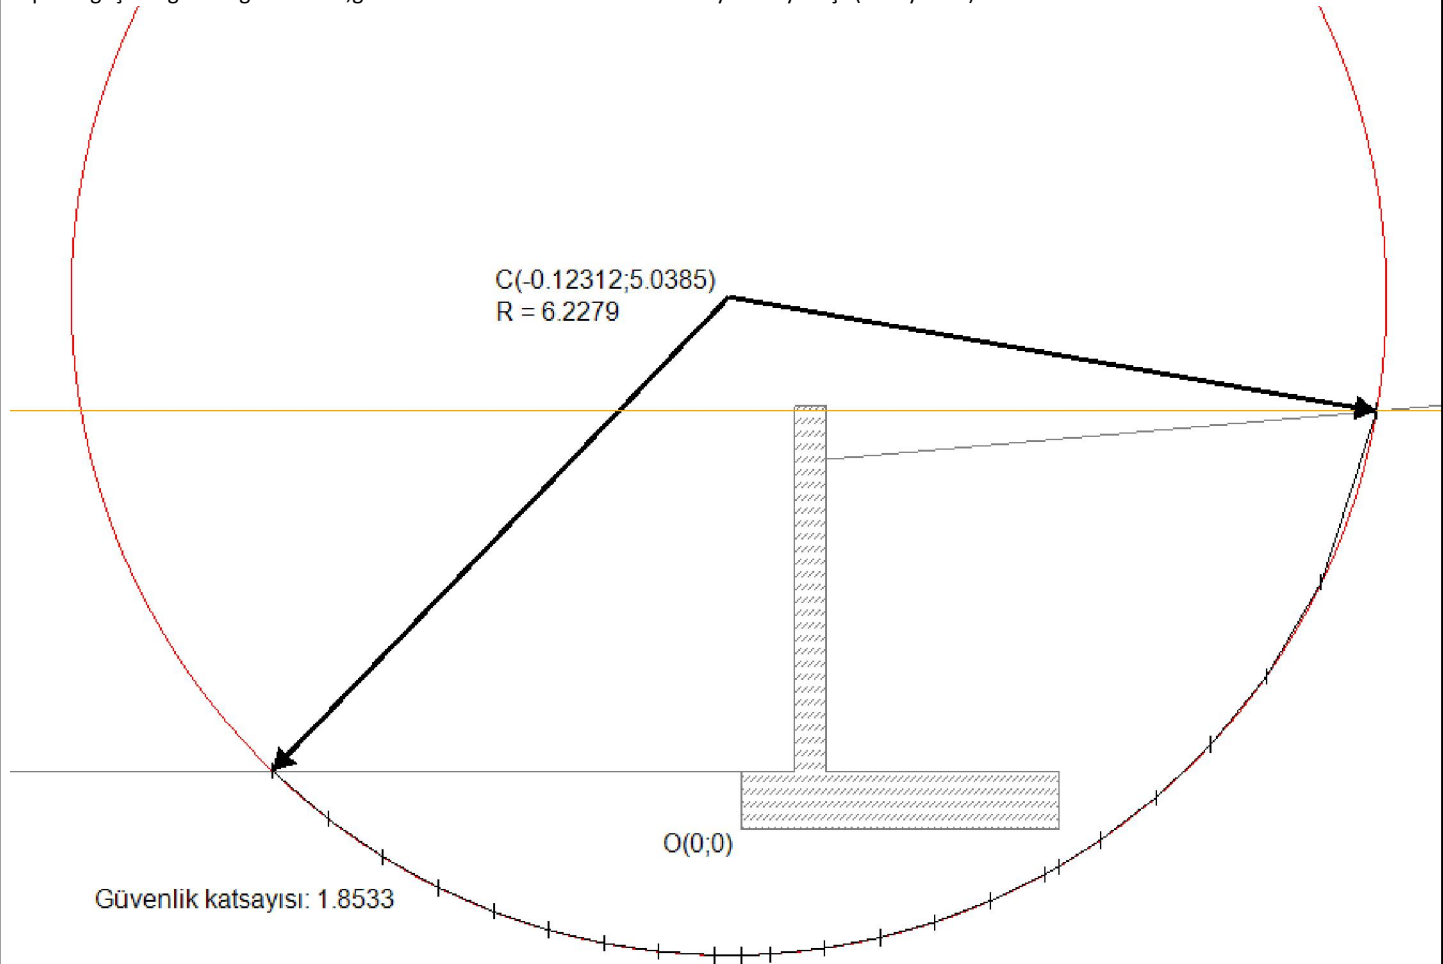 C(-0.12312;5.0385)
R = 6.2279
O(0;0)
Güvenlik katsayısı: 1.8533